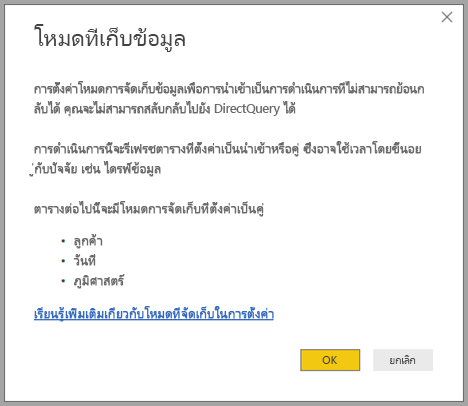 โหมดที่เก็บข้อมูล
การตั้งค่าโหมดการจัดเก็บข้อมูลเพื่อการนำเข้าเป็นการดำเนินการที่ไม่สามารถย้อนก
ลับได้ คุณจะไม่สามารถสลับกลับไปยัง DirectQuery ได้
การดำเนินการนี้จะรีเฟรชตารางที่ตั้งค่าเป็นนำเข้าหรือคู่ ซึ่งอาจใช้เวลาโดยขึ้นอย
ู่กับปัจจัย เช่น ไดรฟ์ข้อมูล
ตารางต่อไปนี้จะมีโหมดการจัดเก็บที่ตั้งค่าเป็นคู่
• ลูกค้า
• วันที่
• ภูมิศาสตร์
เรียนรู้เพิ่มเติมเกี่ยวกับโหมดที่จัดเก็บในการตั้งค่า
OK ยกเลิก